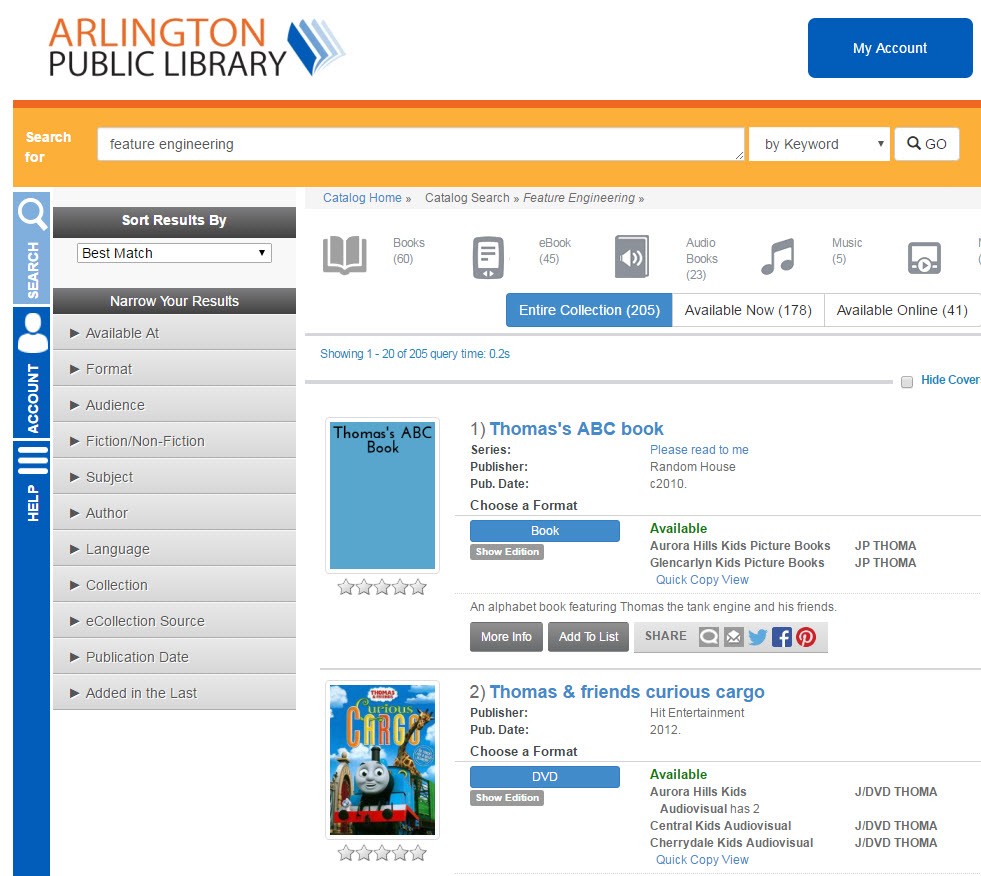 ARLINGTON
PUBLIC LIBRARY
My Account
Search
for
feature engineering
by Keyword
GO
SEARCH
ACCOUNT
HELP
Sort Results By
Best Match
Narrow Your Results
Available At
Format
Audience
Fiction/Non-Fiction
Subject
Author
Language
Collection
eCollection Source
Publication Date
Added in the Last
Catalog Home » Catalog Search » Feature Engineering »
Books
(60)
eBook
(45)
Audio
Books
(23)
Music
(5)
Entire Collection (205) Available Now (178) Available Online (41)
Showing 1 - 20 of 205 query time: 0.2s
Hide Cover
Thomas's ABC
Book
1) Thomas's ABC book
Series: Please read to me
Publisher: Random House
Pub. Date: c2010.
Choose a Format
Book
Show Edition
Available
Aurora Hills Kids Picture Books JP THOMA
Glencarlyn Kids Picture Books JP THOMA
Quick Copy View
An alphabet book featuring Thomas the tank engine and his friends.
More Info Add To List SHARE
THOMAS
& FRIENDS
Curious
CARGO
2) Thomas & friends curious cargo
Publisher: Hit Entertainment
Pub. Date: 2012.
Choose a Format
DVD
Show Edition
Available
Aurora Hills Kids J/DVD THOMA
Audiovisual has 2
Central Kids Audiovisual J/DVD THOMA
Cherrydale Kids Audiovisual J/DVD THOMA
Quick Copy View